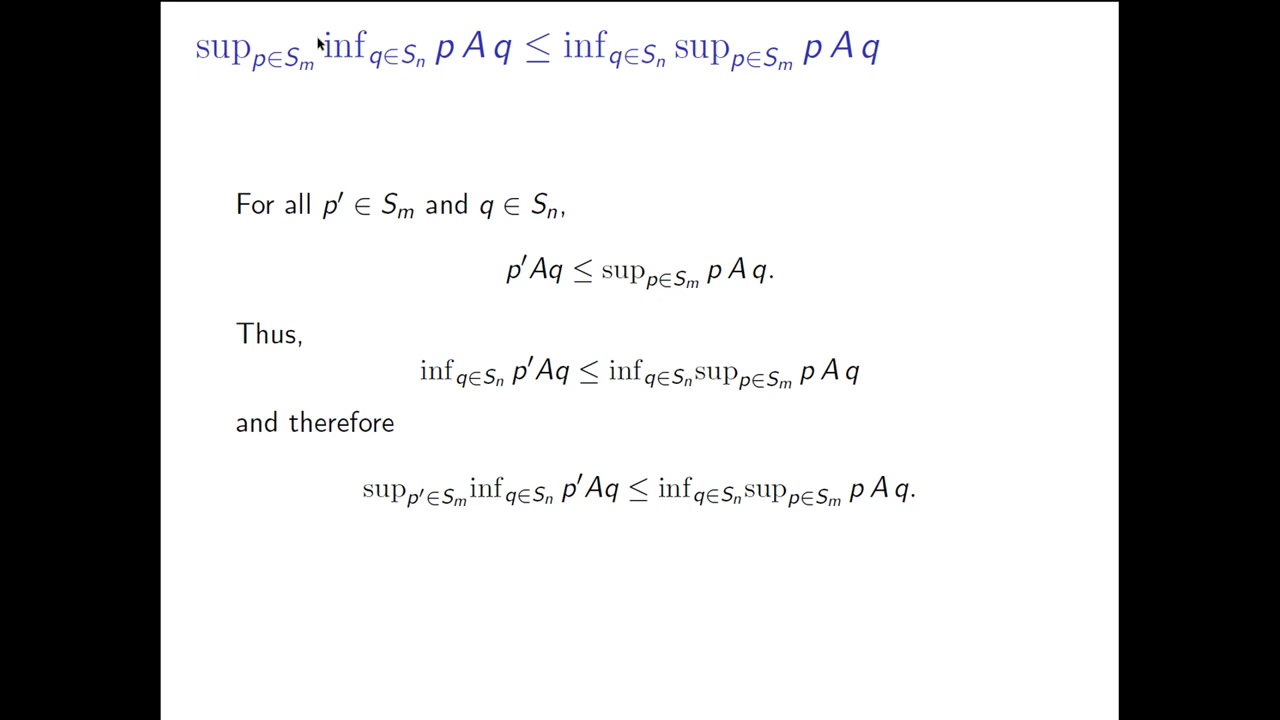 sup_{p∈S_m} inf_{q∈S_n} p A q ≤ inf_{q∈S_n} sup_{p∈S_m} p A q
For all p′ ∈ S_m and q ∈ S_n,
p′Aq ≤ sup_{p∈S_m} p A q.
Thus,
inf_{q∈S_n} p′Aq ≤ inf_{q∈S_n} sup_{p∈S_m} p A q
and therefore
sup_{p′∈S_m} inf_{q∈S_n} p′Aq ≤ inf_{q∈S_n} sup_{p∈S_m} p A q.